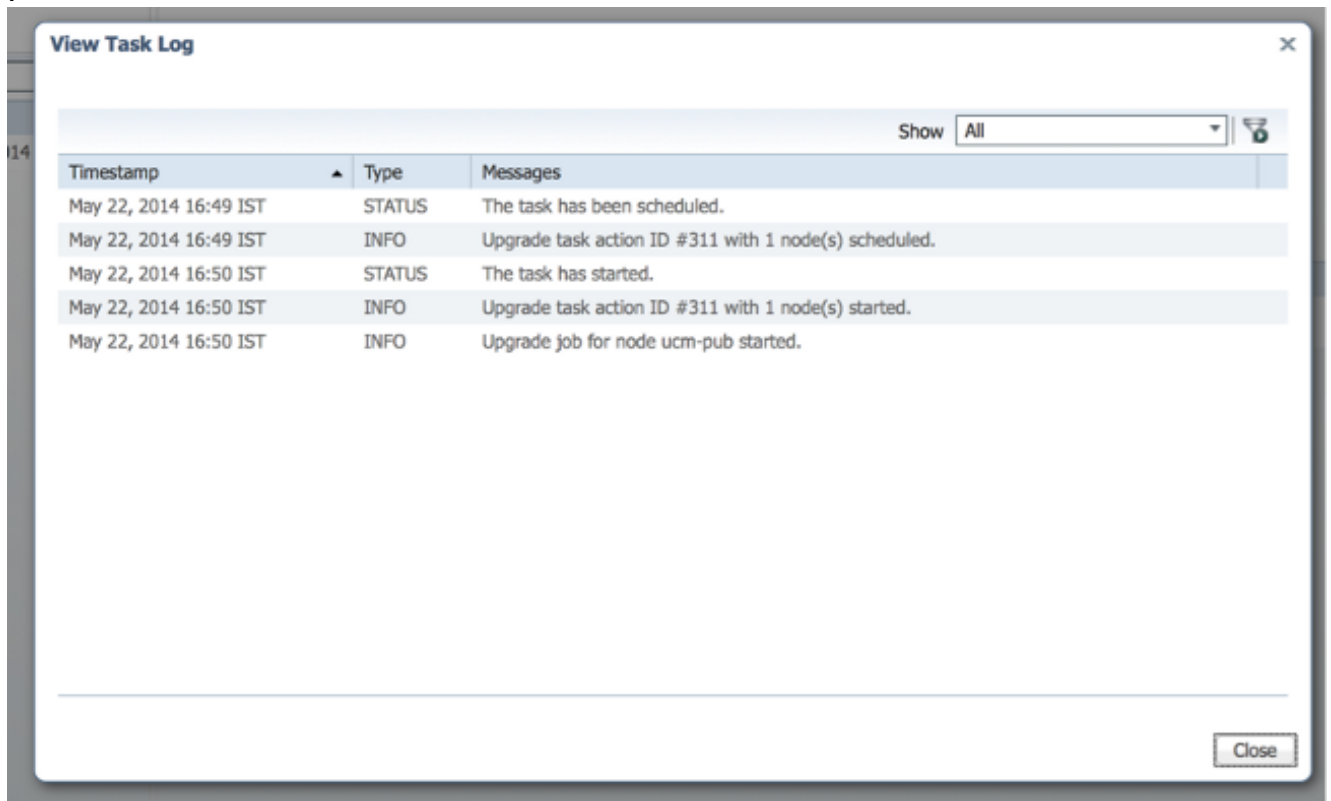 View Task Log
Show All
014
Timestamp Type Messages
May 22, 2014 16:49 IST STATUS The task has been scheduled.
May 22, 2014 16:49 IST INFO Upgrade task action ID #311 with 1 node(s) scheduled.
May 22, 2014 16:50 IST STATUS The task has started.
May 22, 2014 16:50 IST INFO Upgrade task action ID #311 with 1 node(s) started.
May 22, 2014 16:50 IST INFO Upgrade job for node ucm-pub started.
Close